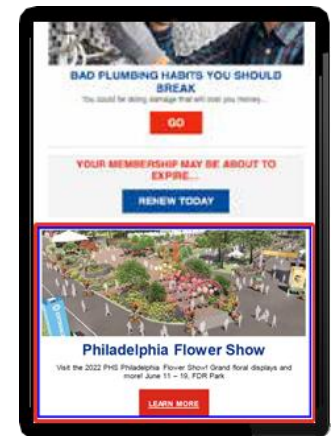 BAD PLUMBING HABITS YOU SHOULD
BREAK
You could be doing damage that will cost you money...
GO
YOUR MEMBERSHIP MAY BE ABOUT TO
EXPIRE...
RENEW TODAY
Philadelphia Flower Show
Visit the 2022 PHS Philadelphia Flower Show! Grand floral displays and
more! June 11 – 19, FDR Park
LEARN MORE